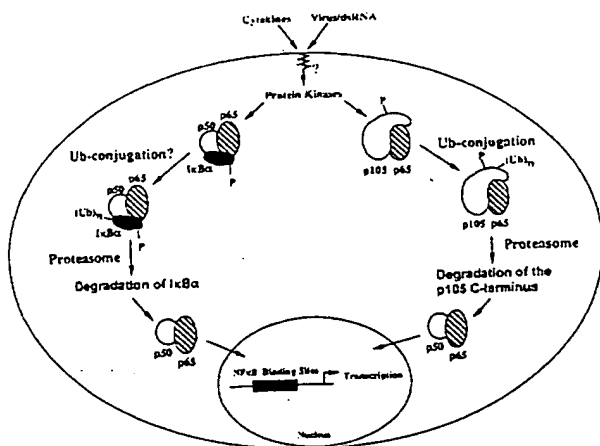 Cytokines Virus/dsRNA
?
Protein Kinases
p50 p65
IκBα
P
P
p105 p65
Ub-conjugation?
Ub-conjugation
p50 p65
(Ub)n
IκBα
P
P
(Ub)n
p105 p65
Proteasome
Proteasome
Degradation of IκBα
Degradation of the
p105 C-terminus
p50 p65
p50 p65
NFκB Binding Sites
Transcription
Nucleus